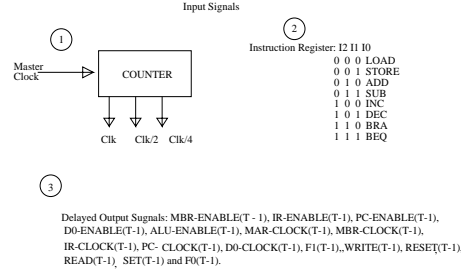 Input Signals
1
2
Instruction Register: I2 I1 I0
Master
Clock
COUNTER
0 0 0 LOAD
0 0 1 STORE
0 1 0 ADD
0 1 1 SUB
1 0 0 INC
1 0 1 DEC
1 1 0 BRA
1 1 1 BEQ
Clk Clk/2 Clk/4
3
Delayed Output Sugnals: MBR-ENABLE(T - 1), IR-ENABLE(T-1), PC-ENABLE(T-1),
D0-ENABLE(T-1), ALU-ENABLE(T-1), MAR-CLOCK(T-1), MBR-CLOCK(T-1),
IR-CLOCK(T-1), PC- CLOCK(T-1), D0-CLOCK(T-1), F1(T-1),,WRITE(T-1), RESET(T-1)
READ(T-1), SET(T-1) and F0(T-1).